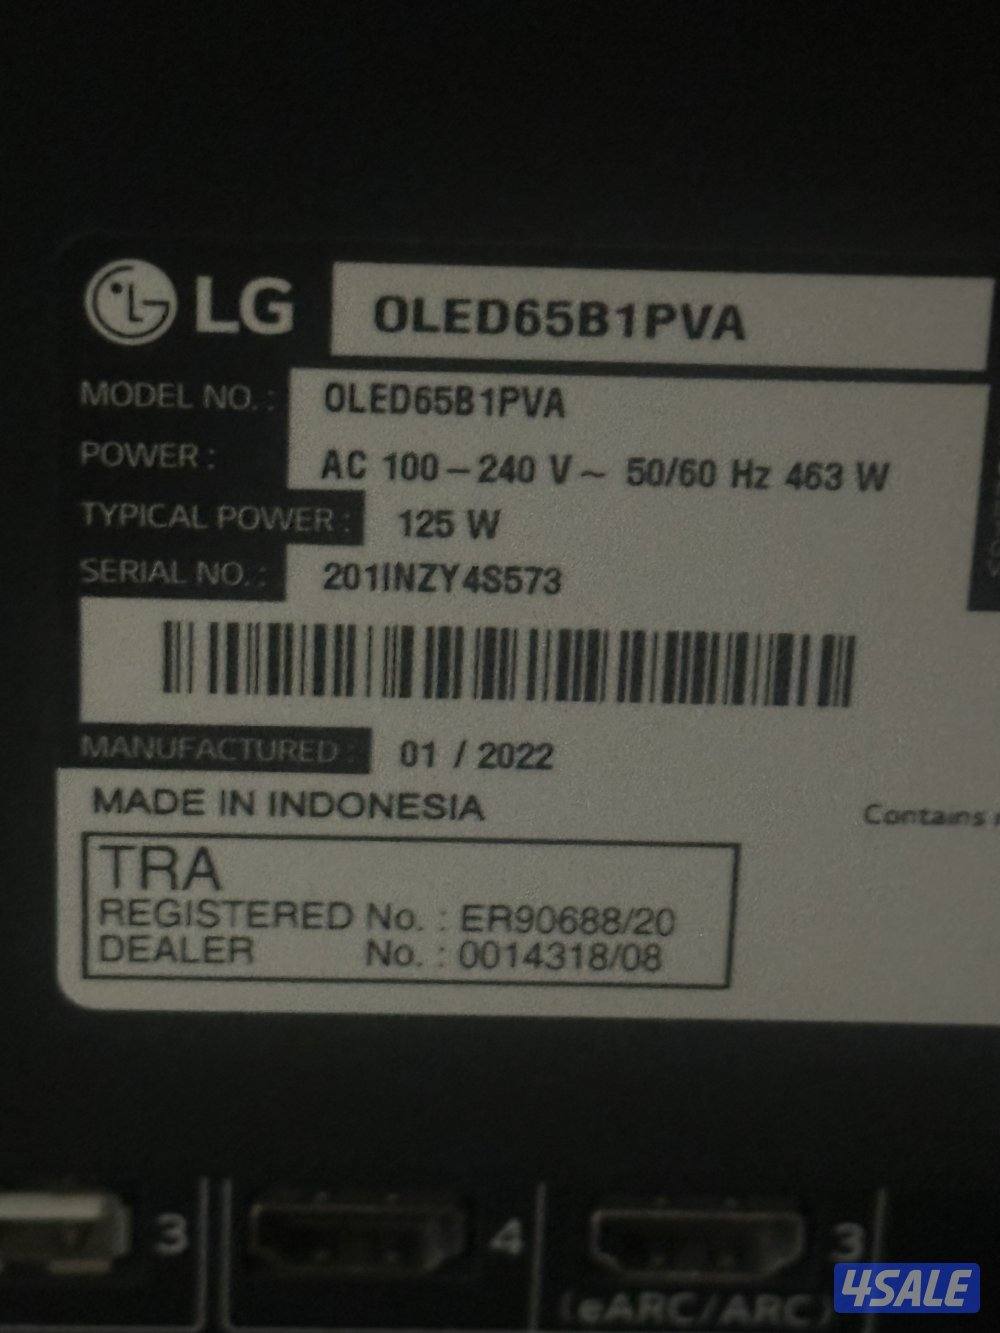 LG OLED65B1PVA
MODEL NO. : OLED65B1PVA
POWER : AC 100 – 240 V ~ 50/60 Hz 463 W
TYPICAL POWER : 125 W
SERIAL NO. : 201INZY4S573
MANUFACTURED : 01 / 2022
MADE IN INDONESIA
Contains
TRA
REGISTERED No. : ER90688/20
DEALER No. : 0014318/08
3 4 3
(eARC/ARC)
4SALE